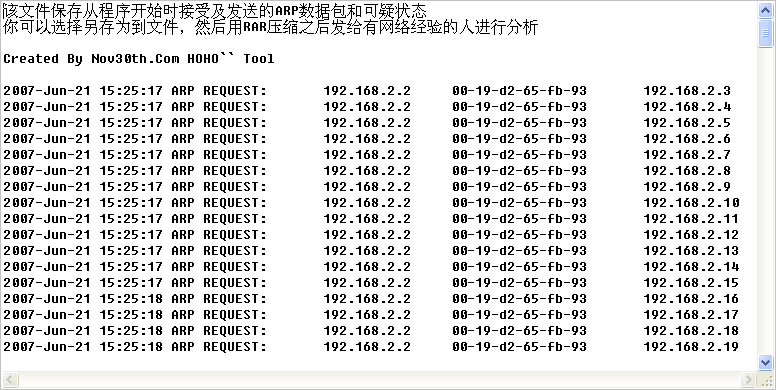 该文件保存从程序开始时接受及发送的ARP数据包和可疑状态
你可以选择另存为到文件，然后用RAR压缩之后发给有网络经验的人进行分析
Created By Nov30th.Com HOHO`` Tool
2007-Jun-21 15:25:17 ARP REQUEST: 192.168.2.2 00-19-d2-65-fb-93 192.168.2.3
2007-Jun-21 15:25:17 ARP REQUEST: 192.168.2.2 00-19-d2-65-fb-93 192.168.2.4
2007-Jun-21 15:25:17 ARP REQUEST: 192.168.2.2 00-19-d2-65-fb-93 192.168.2.5
2007-Jun-21 15:25:17 ARP REQUEST: 192.168.2.2 00-19-d2-65-fb-93 192.168.2.6
2007-Jun-21 15:25:17 ARP REQUEST: 192.168.2.2 00-19-d2-65-fb-93 192.168.2.7
2007-Jun-21 15:25:17 ARP REQUEST: 192.168.2.2 00-19-d2-65-fb-93 192.168.2.8
2007-Jun-21 15:25:17 ARP REQUEST: 192.168.2.2 00-19-d2-65-fb-93 192.168.2.9
2007-Jun-21 15:25:17 ARP REQUEST: 192.168.2.2 00-19-d2-65-fb-93 192.168.2.10
2007-Jun-21 15:25:17 ARP REQUEST: 192.168.2.2 00-19-d2-65-fb-93 192.168.2.11
2007-Jun-21 15:25:17 ARP REQUEST: 192.168.2.2 00-19-d2-65-fb-93 192.168.2.12
2007-Jun-21 15:25:17 ARP REQUEST: 192.168.2.2 00-19-d2-65-fb-93 192.168.2.13
2007-Jun-21 15:25:17 ARP REQUEST: 192.168.2.2 00-19-d2-65-fb-93 192.168.2.14
2007-Jun-21 15:25:17 ARP REQUEST: 192.168.2.2 00-19-d2-65-fb-93 192.168.2.15
2007-Jun-21 15:25:18 ARP REQUEST: 192.168.2.2 00-19-d2-65-fb-93 192.168.2.16
2007-Jun-21 15:25:18 ARP REQUEST: 192.168.2.2 00-19-d2-65-fb-93 192.168.2.17
2007-Jun-21 15:25:18 ARP REQUEST: 192.168.2.2 00-19-d2-65-fb-93 192.168.2.18
2007-Jun-21 15:25:18 ARP REQUEST: 192.168.2.2 00-19-d2-65-fb-93 192.168.2.19